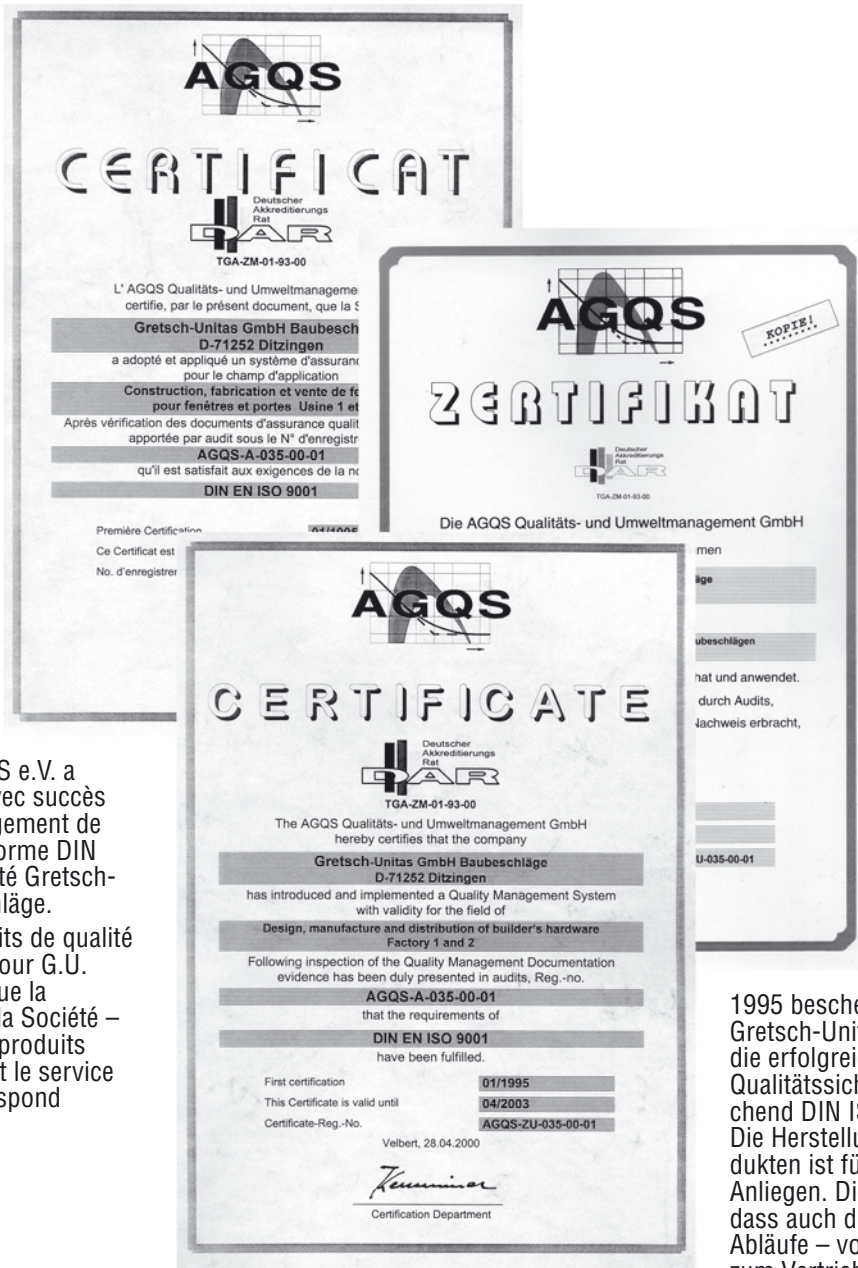 AGQS
CERTIFICAT
Deutscher
Akkreditierungs
Rat
DAR
TGA-ZM-01-93-00
L' AGQS Qualitäts- und Umweltmanageme
certifie, par le présent document, que la S
Gretsch-Unitas GmbH Baubesch
D-71252 Ditzingen
a adopté et appliqué un système d'assuranc
pour le champ d'application
Construction, fabrication et vente de fe
pour fenêtres et portes Usine 1 et
Après vérification des documents d'assurance qualit
apportée par audit sous le N° d'enregistr
AGQS-A-035-00-01
qu'il est satisfait aux exigences de la no
DIN EN ISO 9001
Première Certification 01/1995
Ce Certificat est
No. d'enregistrer
AGQS
KOPIE!
ZERTIFIKAT
Deutscher
Akkreditierungs
Rat
DAR
TGA-ZM-01-93-00
Die AGQS Qualitäts- und Umweltmanagement GmbH
men
äge
ubeschlägen
hat und anwendet.
durch Audits,
Nachweis erbracht,
U-035-00-01
AGQS
CERTIFICATE
Deutscher
Akkreditierungs
Rat
DAR
TGA-ZM-01-93-00
The AGQS Qualitäts- und Umweltmanagement GmbH
hereby certifies that the company
Gretsch-Unitas GmbH Baubeschläge
D-71252 Ditzingen
has introduced and implemented a Quality Management System
with validity for the field of
Design, manufacture and distribution of builder's hardware
Factory 1 and 2
Following inspection of the Quality Management Documentation
evidence has been duly presented in audits, Reg.-no.
AGQS-A-035-00-01
that the requirements of
DIN EN ISO 9001
have been fulfilled.
First certification 01/1995
This Certificate is valid until 04/2003
Certificate-Reg.-No. AGQS-ZU-035-00-01
Velbert, 28.04.2000
Certification Department
S e.V. a
vec succès
gement de
orme DIN
té Gretsch-
läge.
its de qualité
our G.U.
ue la
la Société –
produits
t le service
spond
1995 besche
Gretsch-Unit
die erfolgrei
Qualitätssich
chend DIN IS
Die Herstellu
dukten ist fü
Anliegen. Di
dass auch d
Abläufe – vo
zum Vertrieb